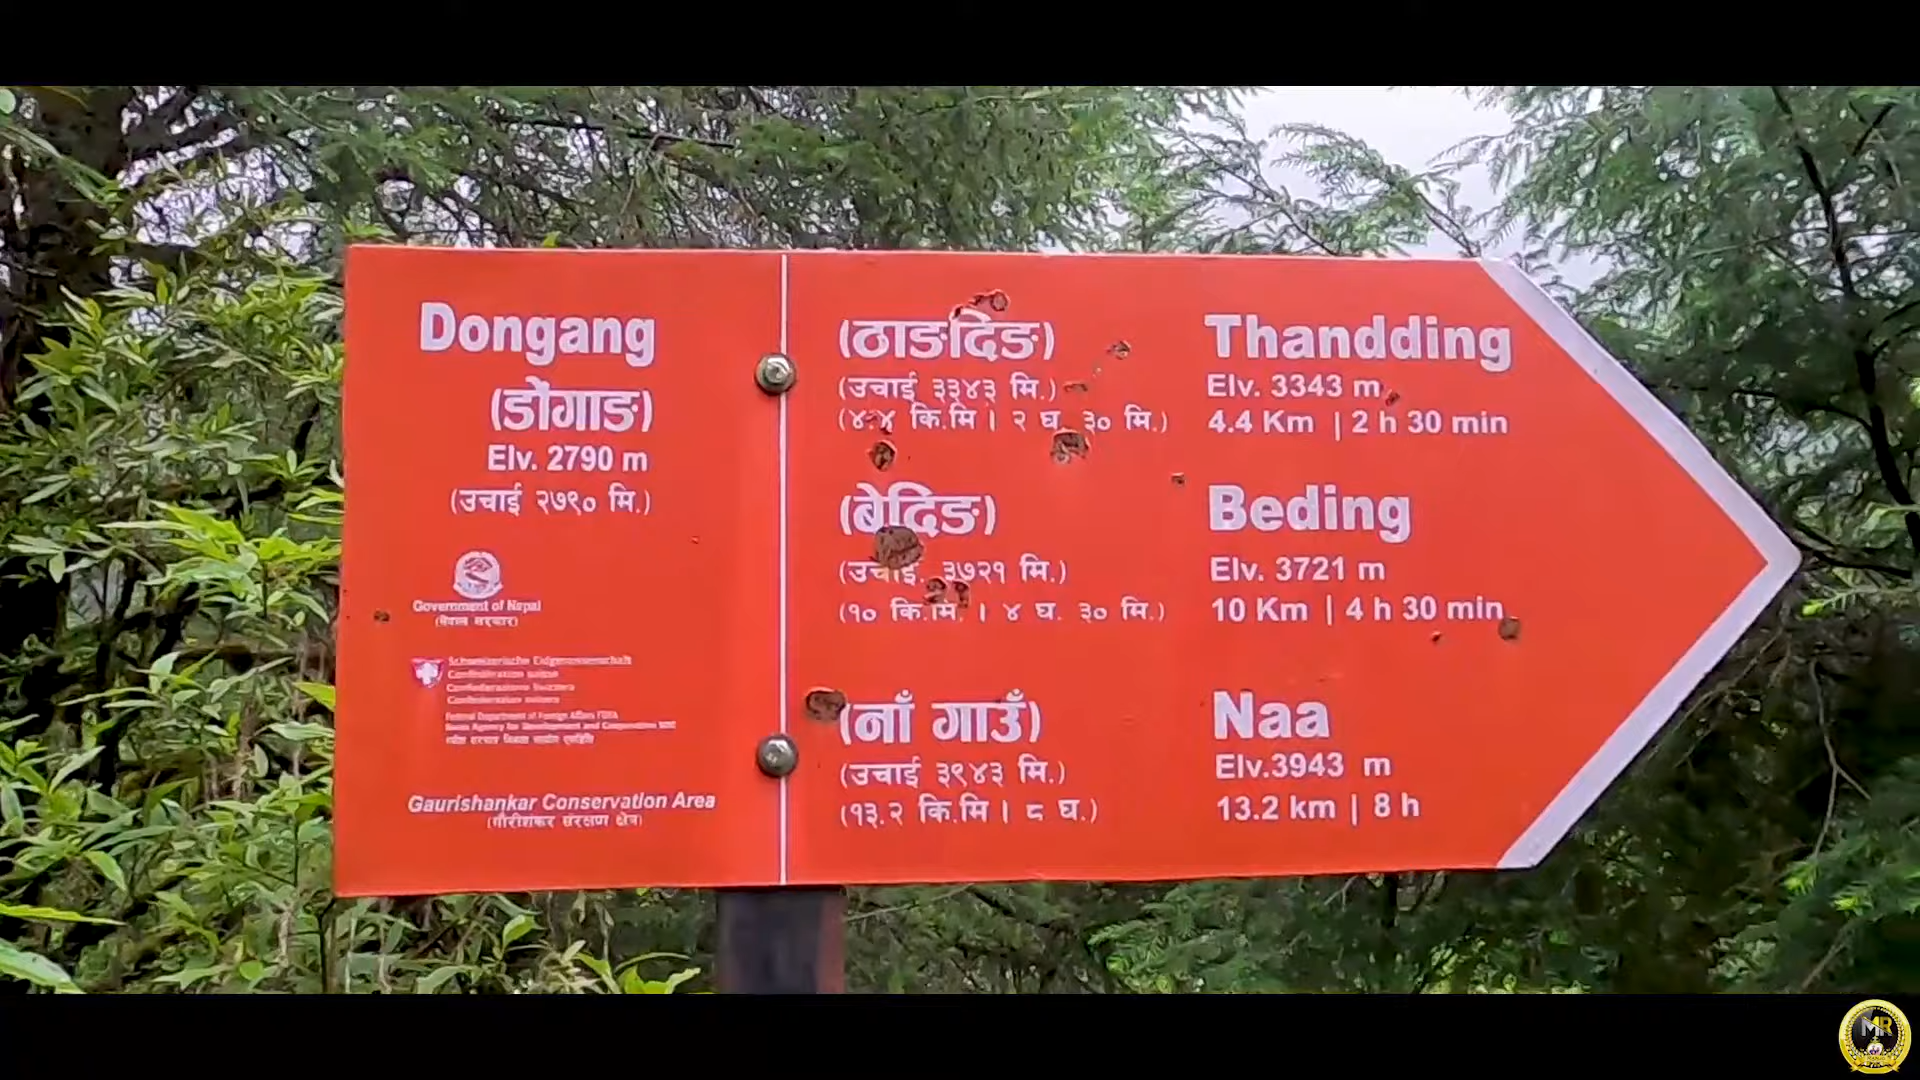 Dongang
(डोंगाङ)
Elv. 2790 m
(उचाई २७९० मि.)
Government of Nepal
(नेपाल सरकार)
Schweizerische Eidgenossenschaft
Confédération suisse
Confederazione Svizzera
Confederaziun svizra
Federal Department of Foreign Affairs FDFA
Swiss Agency for Development and Cooperation SDC
Gaurishankar Conservation Area
(गौरीशंकर संरक्षण क्षेत्र)
(ठाङदिङ)
(उचाई ३३४३ मि.)
(४.४ कि.मि । २ घ. ३० मि.)
Thandding
Elv. 3343 m
4.4 Km | 2 h 30 min
(बेदिङ)
(उचाई. ३७२१ मि.)
(१० कि.मि. । ४ घ. ३० मि.)
Beding
Elv. 3721 m
10 Km | 4 h 30 min
(नाँ गाउँ)
(उचाई ३९४३ मि.)
(१३.२ कि.मि । ८ घ.)
Naa
Elv.3943 m
13.2 km | 8 h
MR